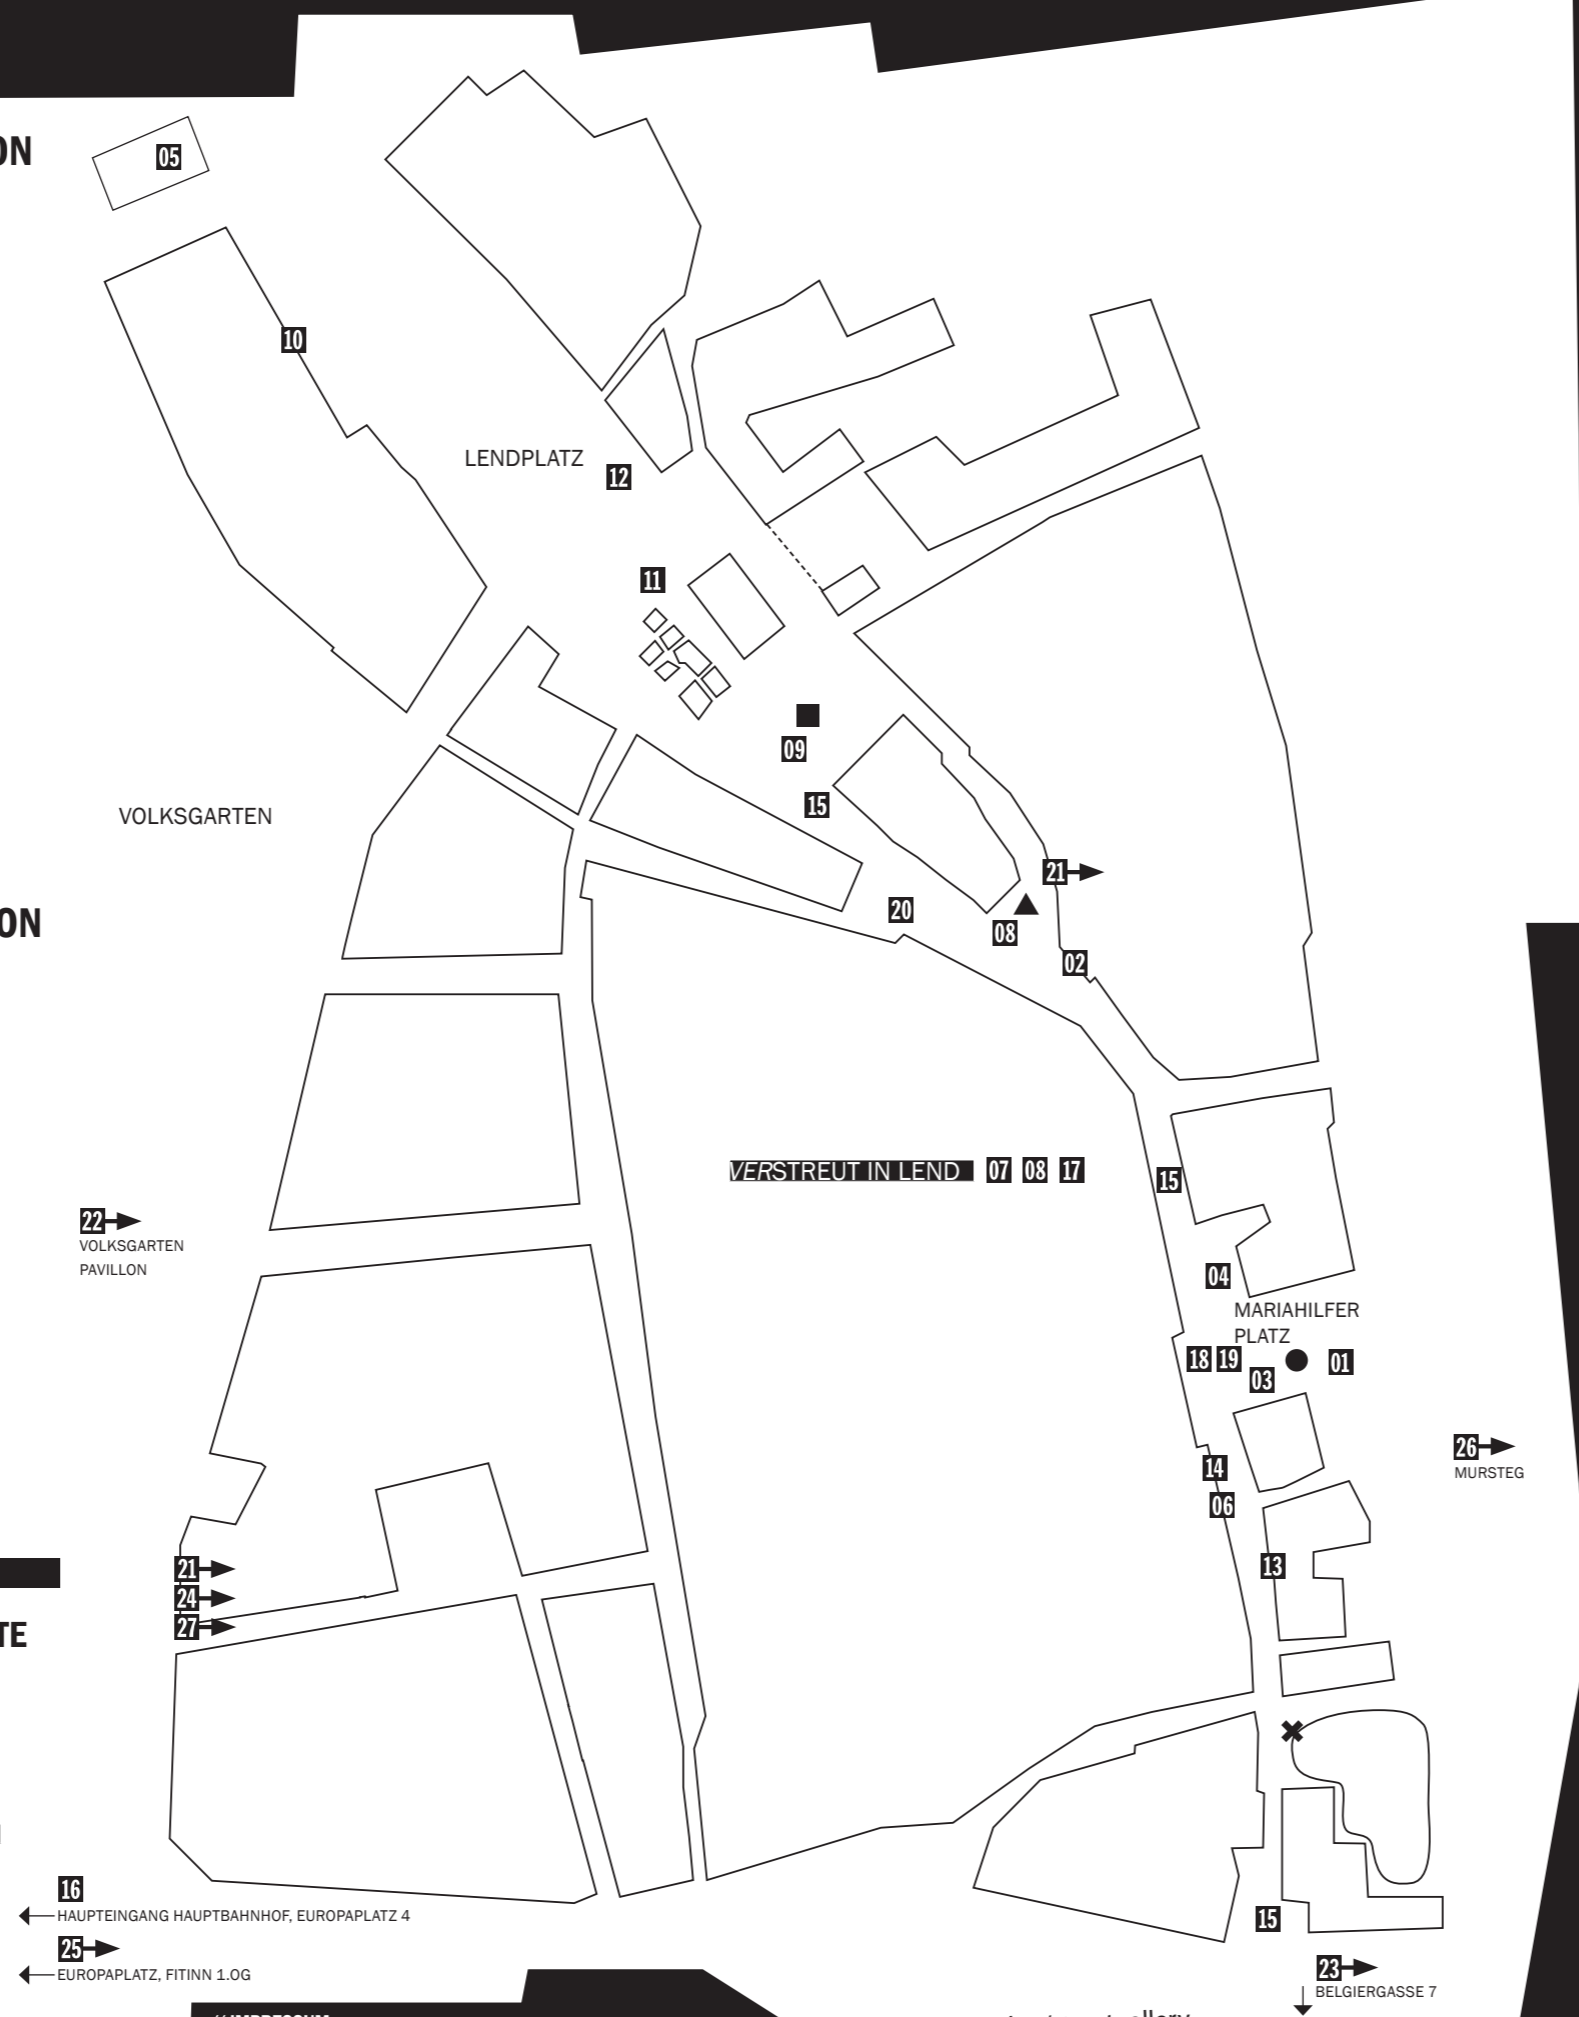 ON
05
10
LENDPLATZ
12
11
09
15
VOLKSGARTEN
21
ON
20
08
02
VERSTREUT IN LEND 07 08 17
15
22
VOLKSGARTEN
PAVILLON
04
MARIAHILFER
PLATZ
18 19 03 01
26
MURSTEG
14
06
13
21
24
27
TE
16
HAUPTEINGANG HAUPTBAHNHOF, EUROPAPLATZ 4
25
EUROPAPLATZ, FITINN 1.OG
15
23
BELGIERGASSE 7